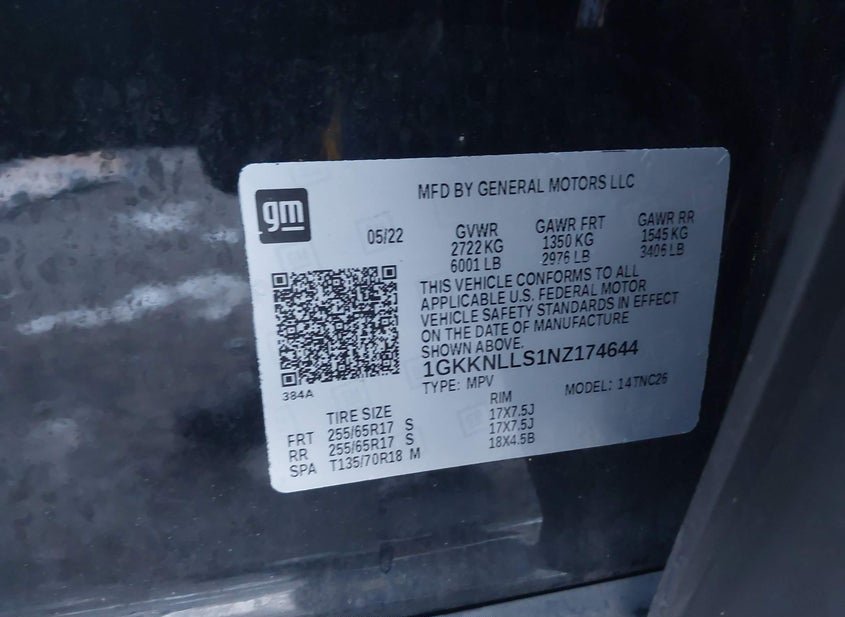 MFD BY GENERAL MOTORS LLC
gm
05/22
GVWR GAWR FRT GAWR RR
2722 KG 1350 KG 1545 KG
6001 LB 2976 LB 3406 LB
THIS VEHICLE CONFORMS TO ALL
APPLICABLE U.S. FEDERAL MOTOR
VEHICLE SAFETY STANDARDS IN EFFECT
ON THE DATE OF MANUFACTURE
SHOWN ABOVE.
1GKKNLLS1NZ174644
TYPE: MPV MODEL: 14TNC26
384A
TIRE SIZE RIM
FRT 255/65R17 S 17X7.5J
RR 255/65R17 S 17X7.5J
SPA T135/70R18 M 18X4.5B